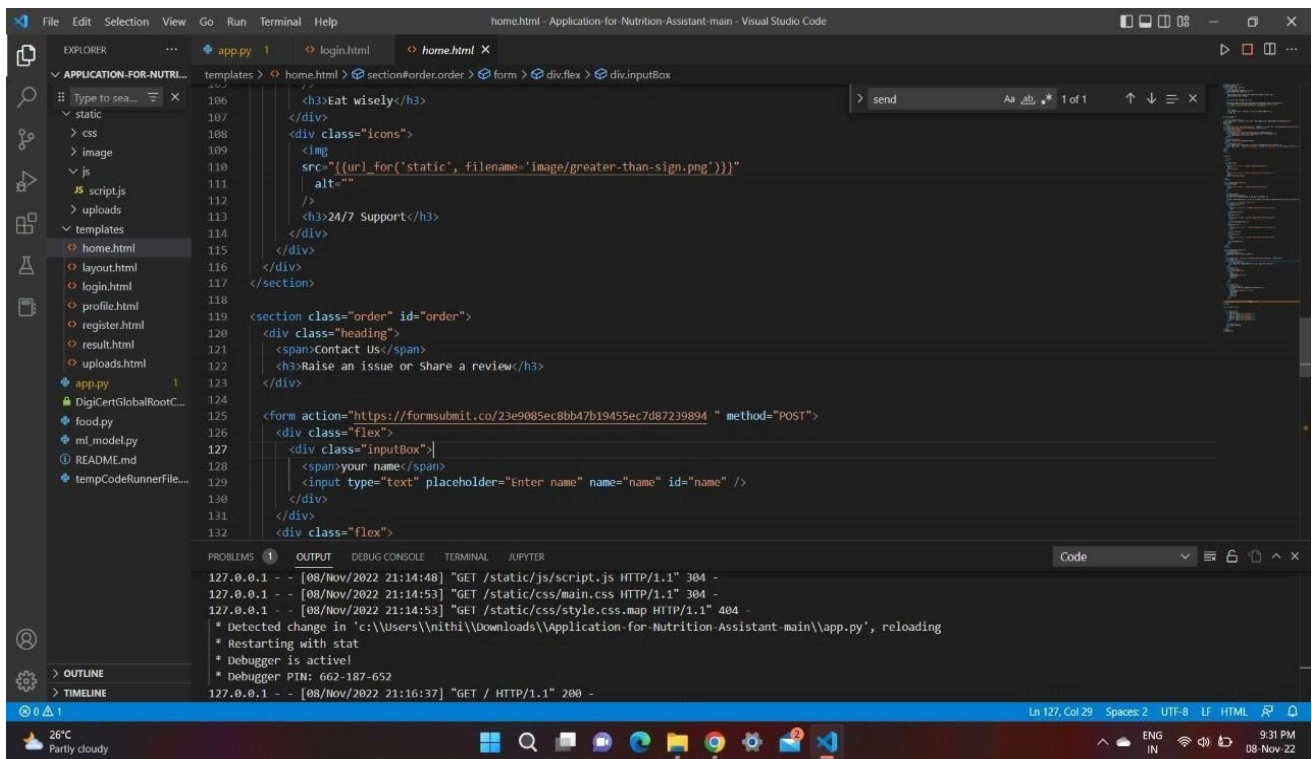 File Edit Selection View Go Run Terminal Help
home.html - Application-for-Nutrition-Assistant-main - Visual Studio Code
EXPLORER ...
APPLICATION-FOR-NUTRI...
Type to sea...
static
css
image
js
JS script.js
uploads
templates
home.html
layout.html
login.html
profile.html
register.html
result.html
uploads.html
app.py 1
DigiCertGlobalRootC...
food.py
ml_model.py
README.md
tempCodeRunnerFile....
OUTLINE
TIMELINE
app.py 1 login.html home.html
templates > home.html > section#order.order > form > div.flex > div.inputBox
send Aa ab 1 of 1
106 <h3>Eat wisely</h3>
107 </div>
108 <div class="icons">
109 <img
110 src="{{url_for('static', filename='image/greater-than-sign.png')}}"
111 alt=""
112 />
113 <h3>24/7 Support</h3>
114 </div>
115 </div>
116 </div>
117 </section>
118
119 <section class="order" id="order">
120 <div class="heading">
121 <span>Contact Us</span>
122 <h3>Raise an issue or Share a review</h3>
123 </div>
124
125 <form action="https://formsubmit.co/23e9085ec8bb47b19455ec7d87239894 " method="POST">
126 <div class="flex">
127 <div class="inputBox">
128 <span>your name</span>
129 <input type="text" placeholder="Enter name" name="name" id="name" />
130 </div>
131 </div>
132 <div class="flex">
PROBLEMS 1 OUTPUT DEBUG CONSOLE TERMINAL JUPYTER Code
127.0.0.1 - - [08/Nov/2022 21:14:48] "GET /static/js/script.js HTTP/1.1" 304 -
127.0.0.1 - - [08/Nov/2022 21:14:53] "GET /static/css/main.css HTTP/1.1" 304 -
127.0.0.1 - - [08/Nov/2022 21:14:53] "GET /static/css/style.css.map HTTP/1.1" 404 -
* Detected change in 'c:\\Users\\nithi\\Downloads\\Application-for-Nutrition-Assistant-main\\app.py', reloading
* Restarting with stat
* Debugger is active!
* Debugger PIN: 662-187-652
127.0.0.1 - - [08/Nov/2022 21:16:37] "GET / HTTP/1.1" 200 -
0 1 Ln 127, Col 29 Spaces: 2 UTF-8 LF HTML
26°C
Partly cloudy
2
ENG
IN
9:31 PM
08-Nov-22